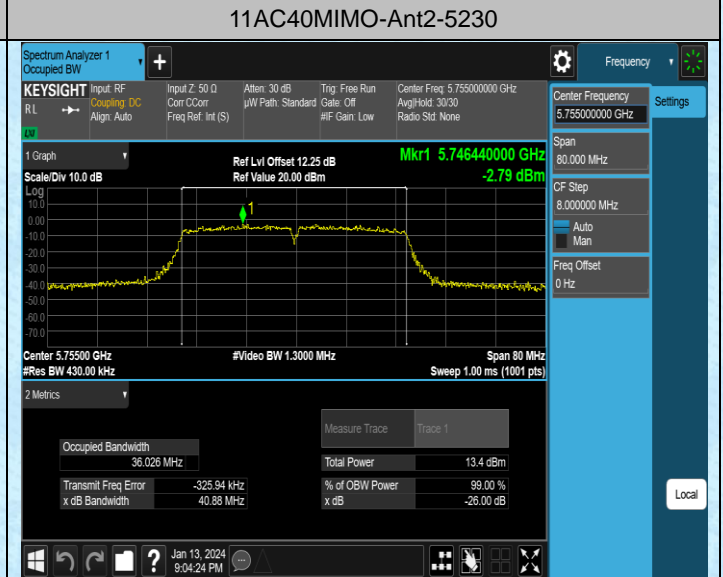 11AC40MIMO-Ant2-5230
Spectrum Analyzer 1
Occupied BW
Frequency
KEYSIGHT
RL
Input: RF
Coupling: DC
Align: Auto
Input Z: 50 Ω
Corr CCorr
Freq Ref: Int (S)
Atten: 30 dB
µW Path: Standard
Trig: Free Run
Gate: Off
#IF Gain: Low
Center Freq: 5.755000000 GHz
Avg|Hold: 30/30
Radio Std: None
Center Frequency
5.755000000 GHz
Settings
Span
80.000 MHz
CF Step
8.000000 MHz
Auto
Man
Freq Offset
0 Hz
1 Graph
Scale/Div 10.0 dB
Ref Lvl Offset 12.25 dB
Ref Value 20.00 dBm
Mkr1 5.746440000 GHz
-2.79 dBm
Log
10.0
0.00
-10.0
-20.0
-30.0
-40.0
-50.0
-60.0
-70.0
1
Center 5.75500 GHz
#Video BW 1.3000 MHz
Span 80 MHz
#Res BW 430.00 kHz
Sweep 1.00 ms (1001 pts)
2 Metrics
Measure Trace
Trace 1
Occupied Bandwidth
36.026 MHz
Total Power
13.4 dBm
Transmit Freq Error
-325.94 kHz
% of OBW Power
99.00 %
x dB Bandwidth
40.88 MHz
x dB
-26.00 dB
Local
Jan 13, 2024
9:04:24 PM